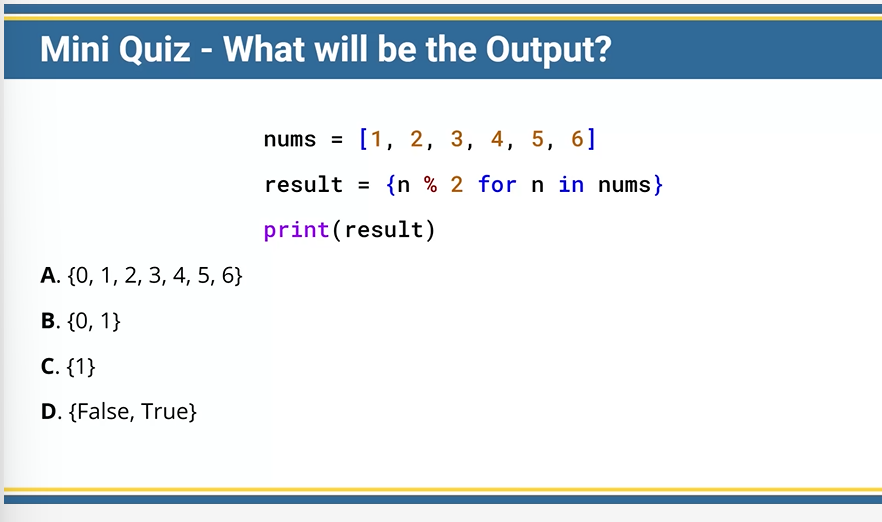 Mini Quiz - What will be the Output?
nums = [1, 2, 3, 4, 5, 6]
result = {n % 2 for n in nums}
print(result)
A. {0, 1, 2, 3, 4, 5, 6}
B. {0, 1}
C. {1}
D. {False, True}